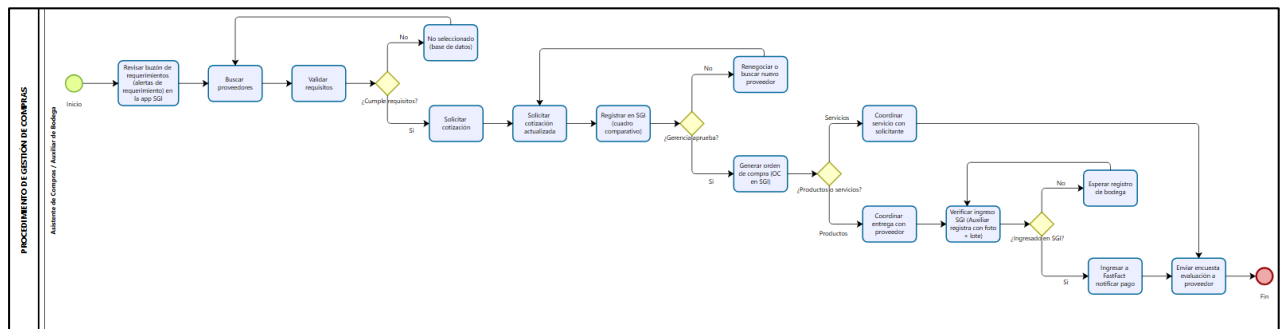 PROCEDIMIENTO DE GESTIÓN DE COMPRAS
Asistente de Compras / Auxiliar de Bodega
Inicio
Revisar buzón de
requerimientos
(alertas de
requerimiento) en
la app SGI
Buscar
proveedores
Validar
requisitos
¿Cumple requisitos?
No
No seleccionado
(base de datos)
Si
Solicitar
cotización
Solicitar
cotización
actualizada
Registrar en SGI
(cuadro
comparativo)
¿Gerencia aprueba?
No
Renegociar o
buscar nuevo
proveedor
Si
Generar orden
de compra (OC
en SGI)
¿Productos o servicios?
Servicios
Coordinar
servicio con
solicitante
Productos
Coordinar
entrega con
proveedor
Verificar ingreso
SGI (Auxiliar
registra con foto
+ lote)
¿Ingresado en SGI?
No
Esperar registro
de bodega
Si
Ingresar a
FastFact
notificar pago
Enviar encuesta
evaluación a
proveedor
Fin